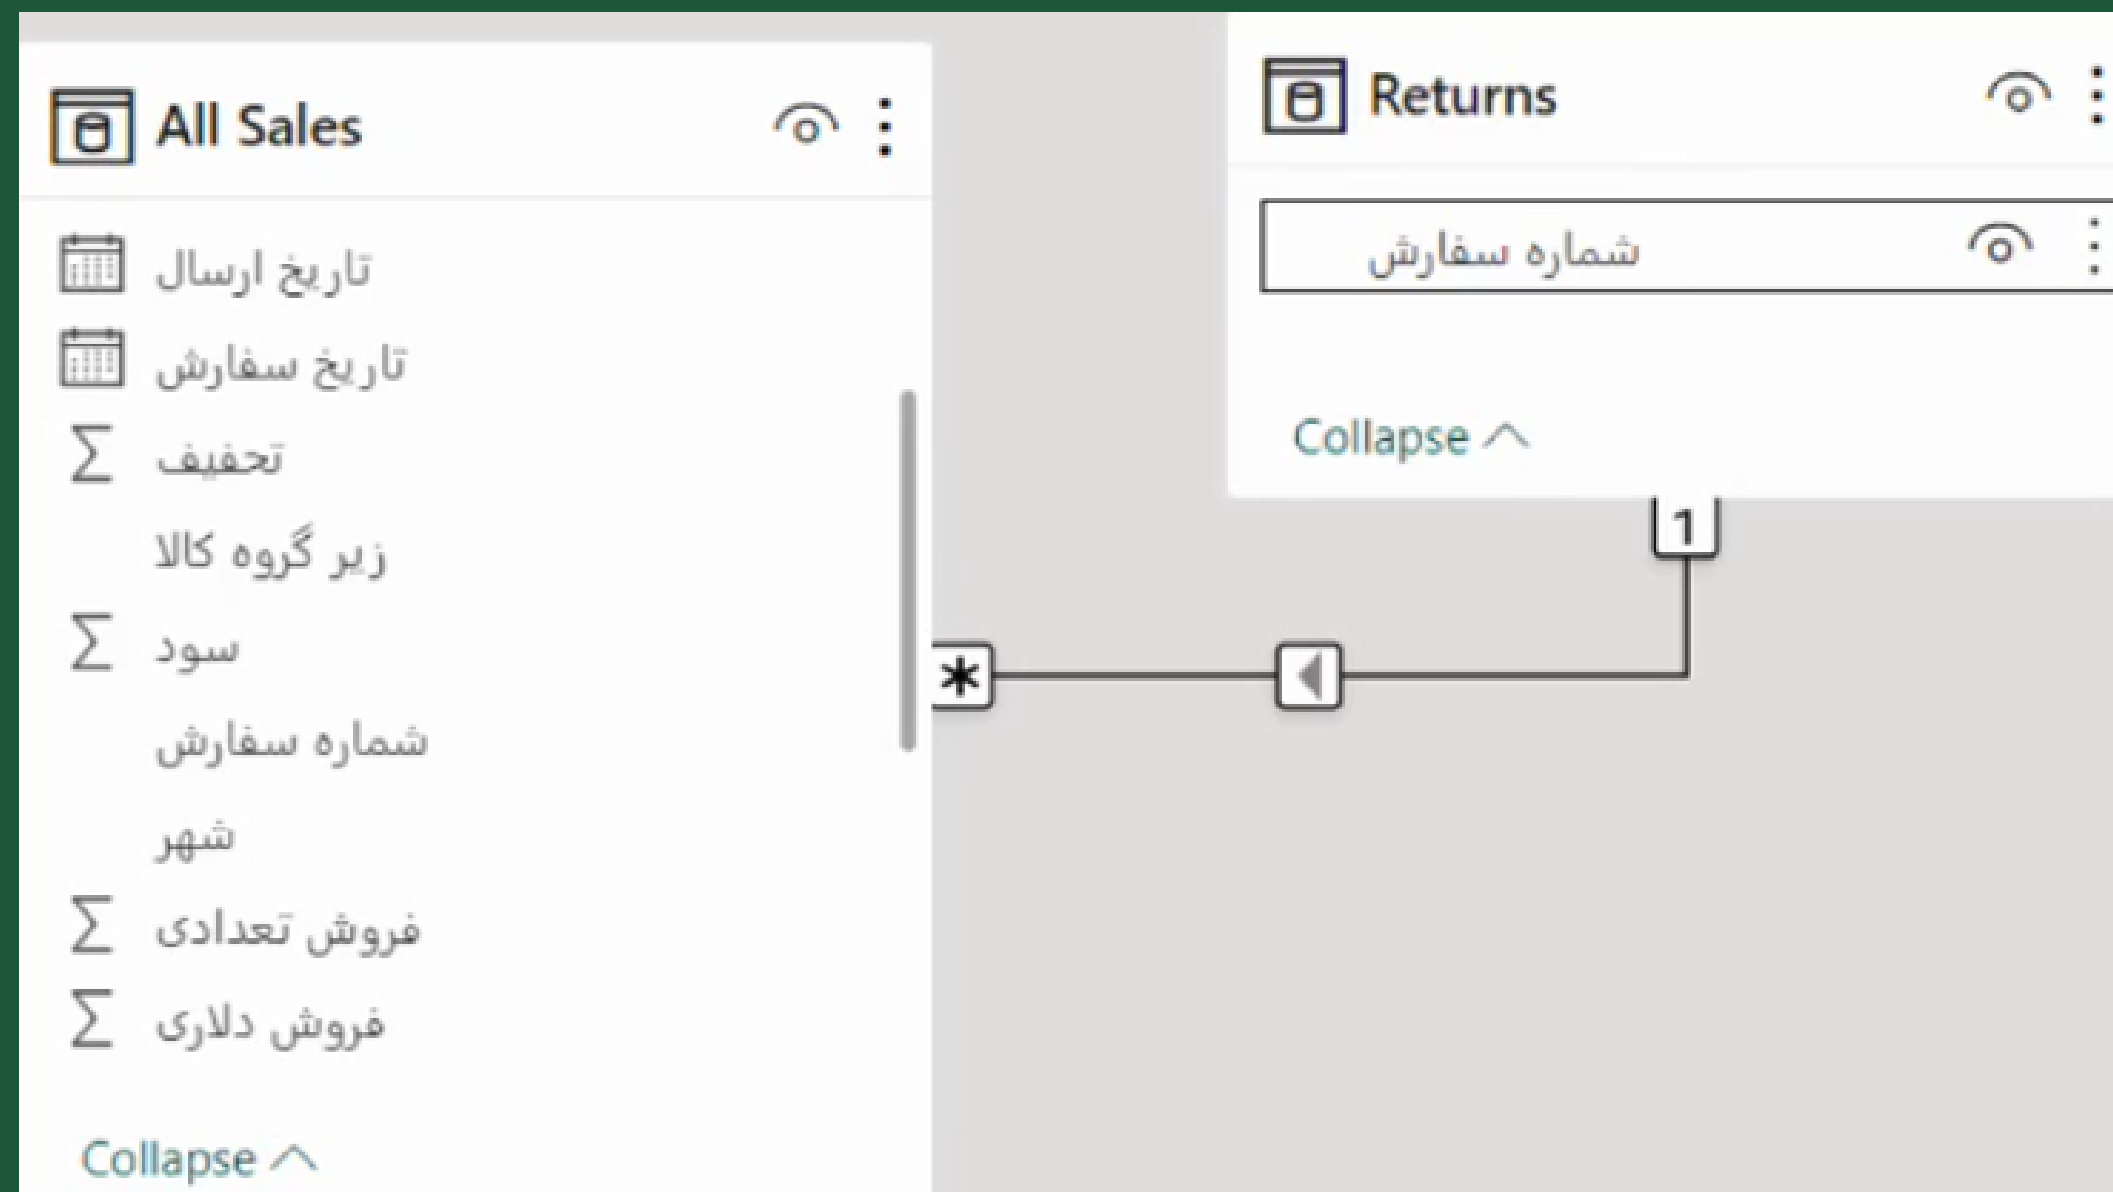 All Sales
تاریخ ارسال
تاریخ سفارش
تخفیف
زیر گروه کالا
سود
شماره سفارش
شهر
فروش تعدادی
فروش دلاری
Collapse
Returns
شماره سفارش
Collapse
1
*